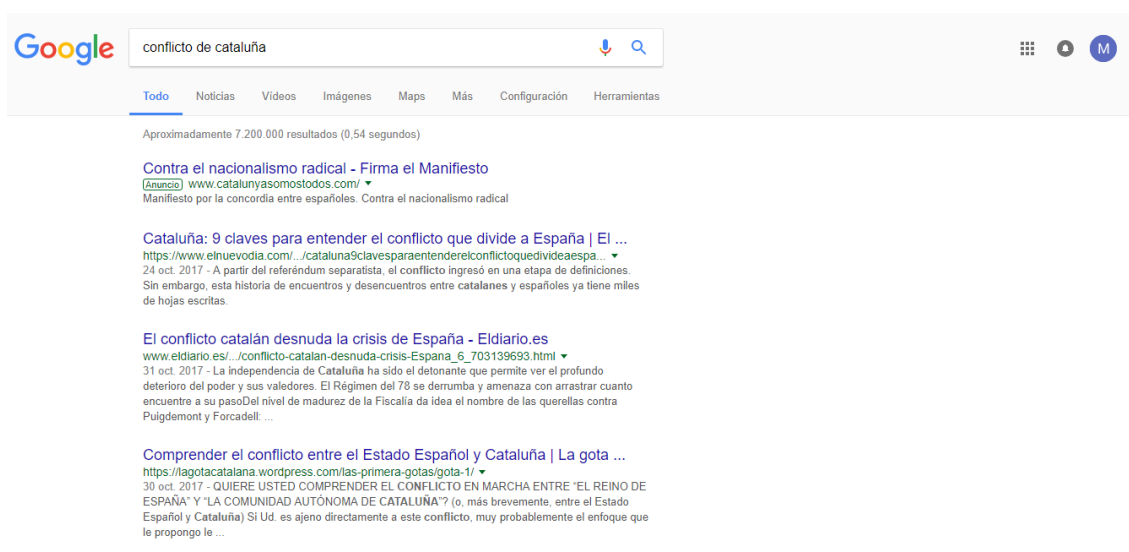 Google
conflicto de cataluña
M
Todo Noticias Vídeos Imágenes Maps Más Configuración Herramientas
Aproximadamente 7.200.000 resultados (0,54 segundos)
Contra el nacionalismo radical - Firma el Manifiesto
Anuncio www.catalunyasomostodos.com/
Manifiesto por la concordia entre españoles. Contra el nacionalismo radical
Cataluña: 9 claves para entender el conflicto que divide a España | El ...
https://www.elnuevodia.com/.../cataluna9clavesparaentenderelconflictoquedivideaespa...
24 oct. 2017 - A partir del referéndum separatista, el conflicto ingresó en una etapa de definiciones.
Sin embargo, esta historia de encuentros y desencuentros entre catalanes y españoles ya tiene miles
de hojas escritas.
El conflicto catalán desnuda la crisis de España - Eldiario.es
www.eldiario.es/.../conflicto-catalan-desnuda-crisis-Espana_6_703139693.html
31 oct. 2017 - La independencia de Cataluña ha sido el detonante que permite ver el profundo
deterioro del poder y sus valedores. El Régimen del 78 se derrumba y amenaza con arrastrar cuanto
encuentre a su pasoDel nivel de madurez de la Fiscalía da idea el nombre de las querellas contra
Puigdemont y Forcadell: ...
Comprender el conflicto entre el Estado Español y Cataluña | La gota ...
https://lagotacatalana.wordpress.com/las-primera-gotas/gota-1/
30 oct. 2017 - QUIERE USTED COMPRENDER EL CONFLICTO EN MARCHA ENTRE “EL REINO DE
ESPAÑA” Y “LA COMUNIDAD AUTÓNOMA DE CATALUÑA”? (o, más brevemente, entre el Estado
Español y Cataluña) Si Ud. es ajeno directamente a este conflicto, muy probablemente el enfoque que
le propongo le ...